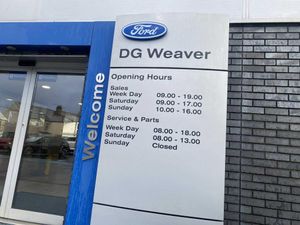 Ford
DG Weaver
Opening Hours
Sales
Week Day 09.00 - 19.00
Saturday 09.00 - 17.00
Sunday 10.00 - 16.00
Service & Parts
Week Day 08.00 - 18.00
Saturday 08.00 - 13.00
Sunday Closed
Welcome